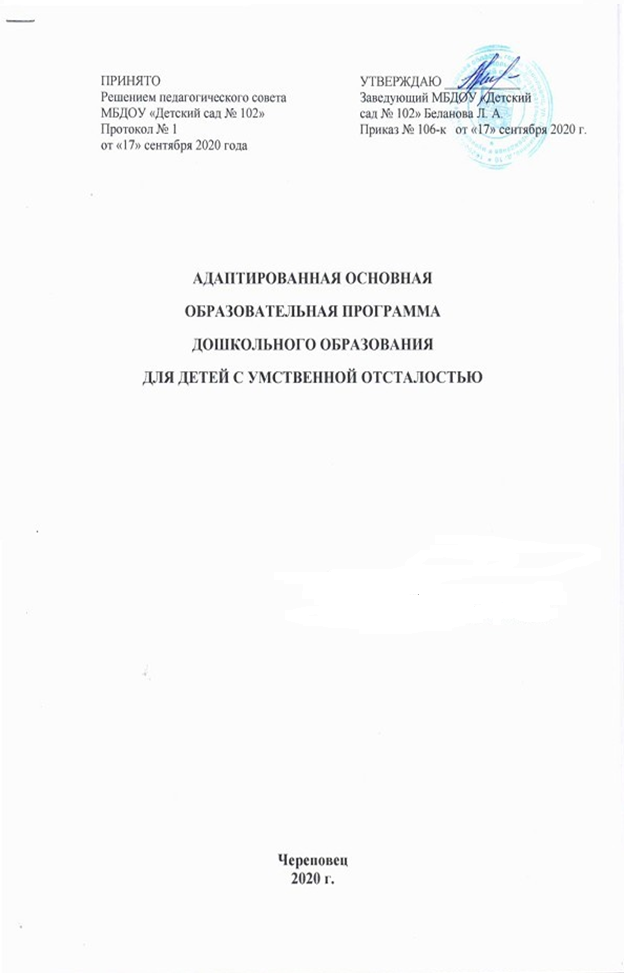 ПРИНЯТО
Решением педагогического совета
МБДОУ «Детский сад № 102»
Протокол № 1
от «17» сентября 2020 года
УТВЕРЖДАЮ
Заведующий МБДОУ «Детский
сад № 102» Беланова Л. А.
Приказ № 106-к от «17» сентября 2020 г.
АДАПТИРОВАННАЯ ОСНОВНАЯ
ОБРАЗОВАТЕЛЬНАЯ ПРОГРАММА
ДОШКОЛЬНОГО ОБРАЗОВАНИЯ
ДЛЯ ДЕТЕЙ С УМСТВЕННОЙ ОТСТАЛОСТЬЮ
Череповец
2020 г.